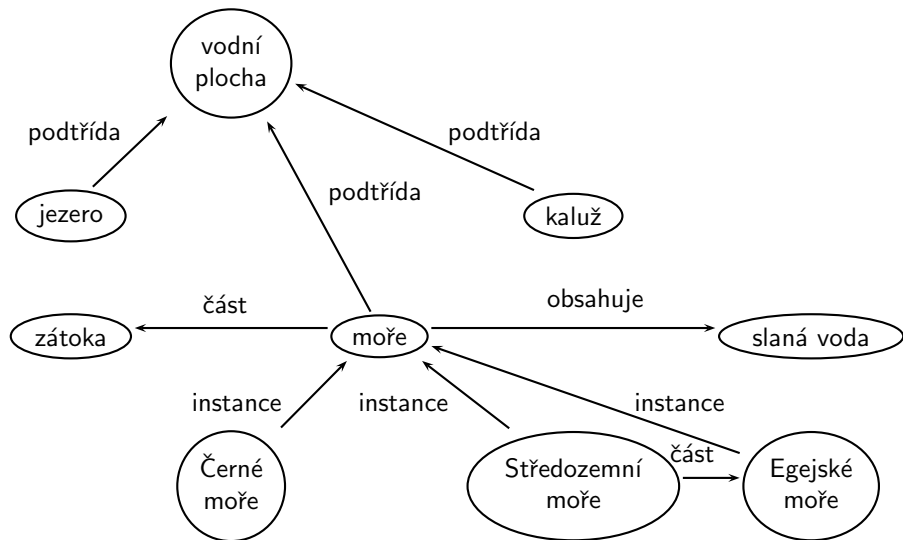 vodní
plocha
podtřída
podtřída
podtřída
jezero
kaluž
část
obsahuje
zátoka
moře
slaná voda
instance
instance
instance
Černé
moře
Středozemní
moře
část
Egejské
moře